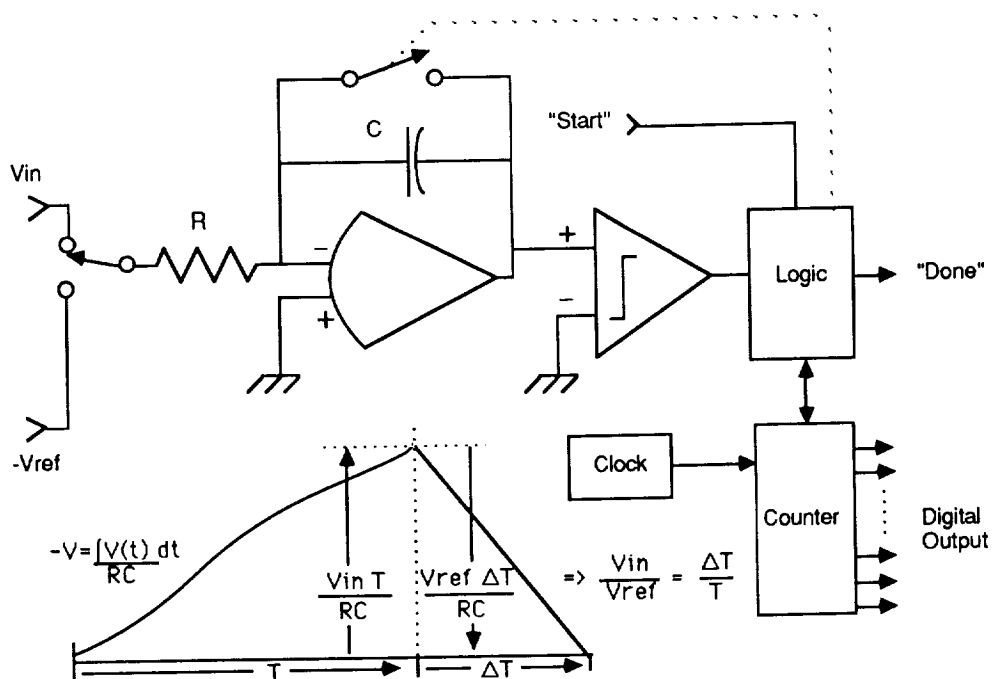 "Start"
C
Vin
R
−
+
+
−
Logic
"Done"
-Vref
Clock
Counter
Digital
Output
-V = ∫V(t) dt
RC
Vin T
RC
Vref ΔT
RC
=> Vin/Vref = ΔT/T
T
ΔT